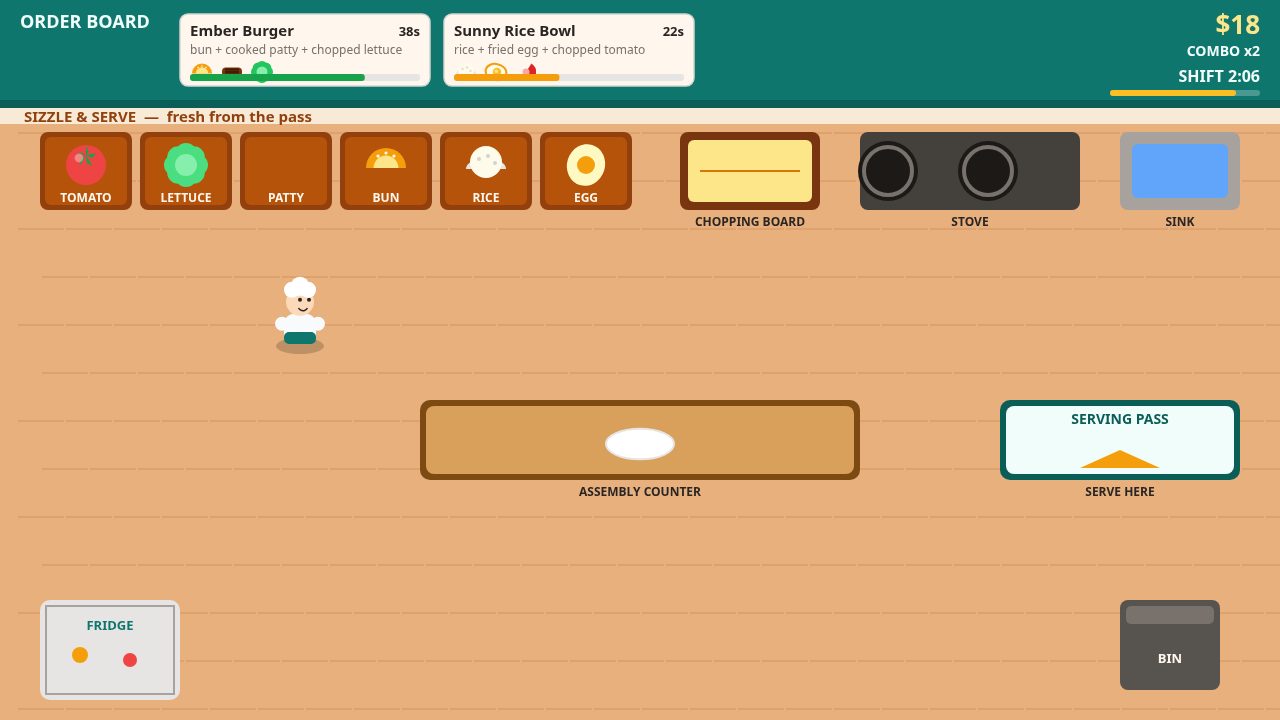 ORDER BOARD
Ember Burger 38s
bun + cooked patty + chopped lettuce
Sunny Rice Bowl 22s
rice + fried egg + chopped tomato
$18
COMBO x2
SHIFT 2:06
SIZZLE & SERVE — fresh from the pass
TOMATO
LETTUCE
PATTY
BUN
RICE
EGG
CHOPPING BOARD
STOVE
SINK
SERVING PASS
ASSEMBLY COUNTER
SERVE HERE
FRIDGE
BIN